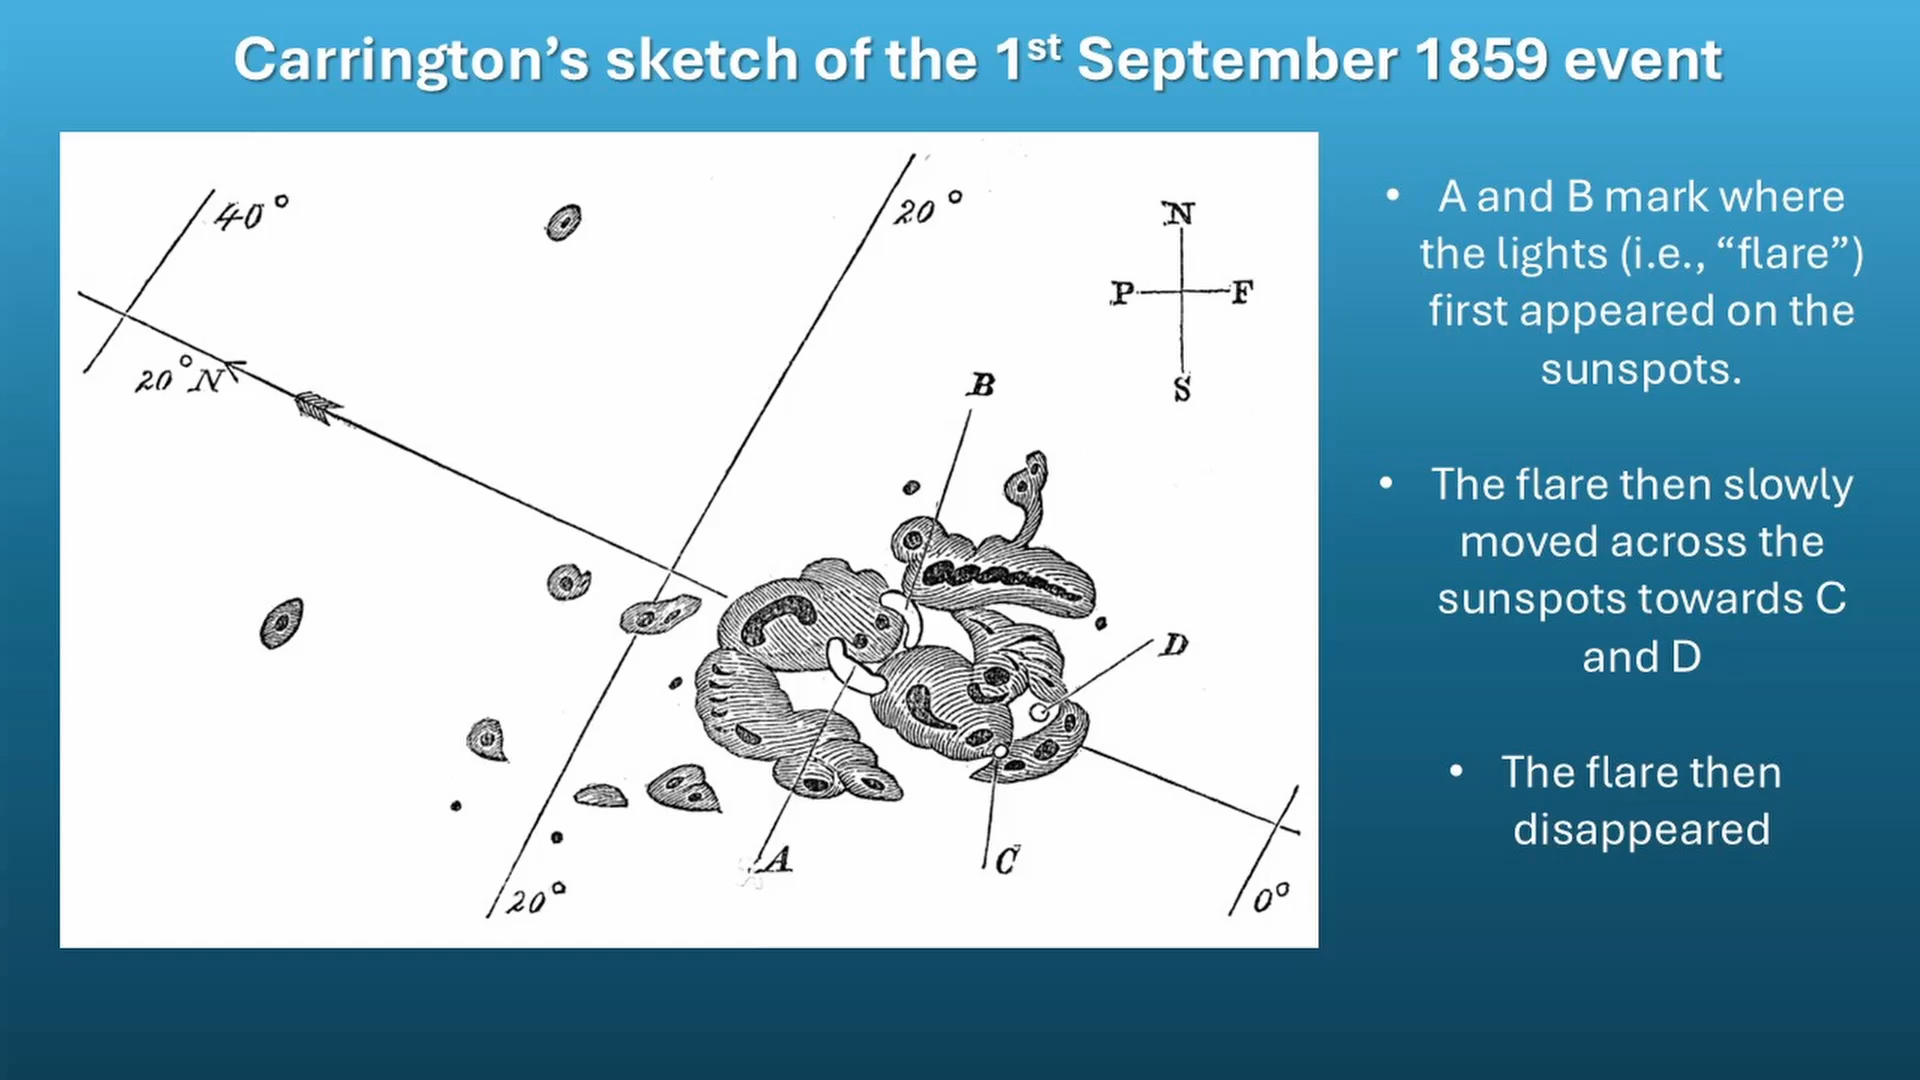 Carrington’s sketch of the 1st September 1859 event
40°
20°
N
P F
20°N
S
B
D
A
C
20°
0°
• A and B mark where
the lights (i.e., “flare”)
first appeared on the
sunspots.
• The flare then slowly
moved across the
sunspots towards C
and D
• The flare then
disappeared